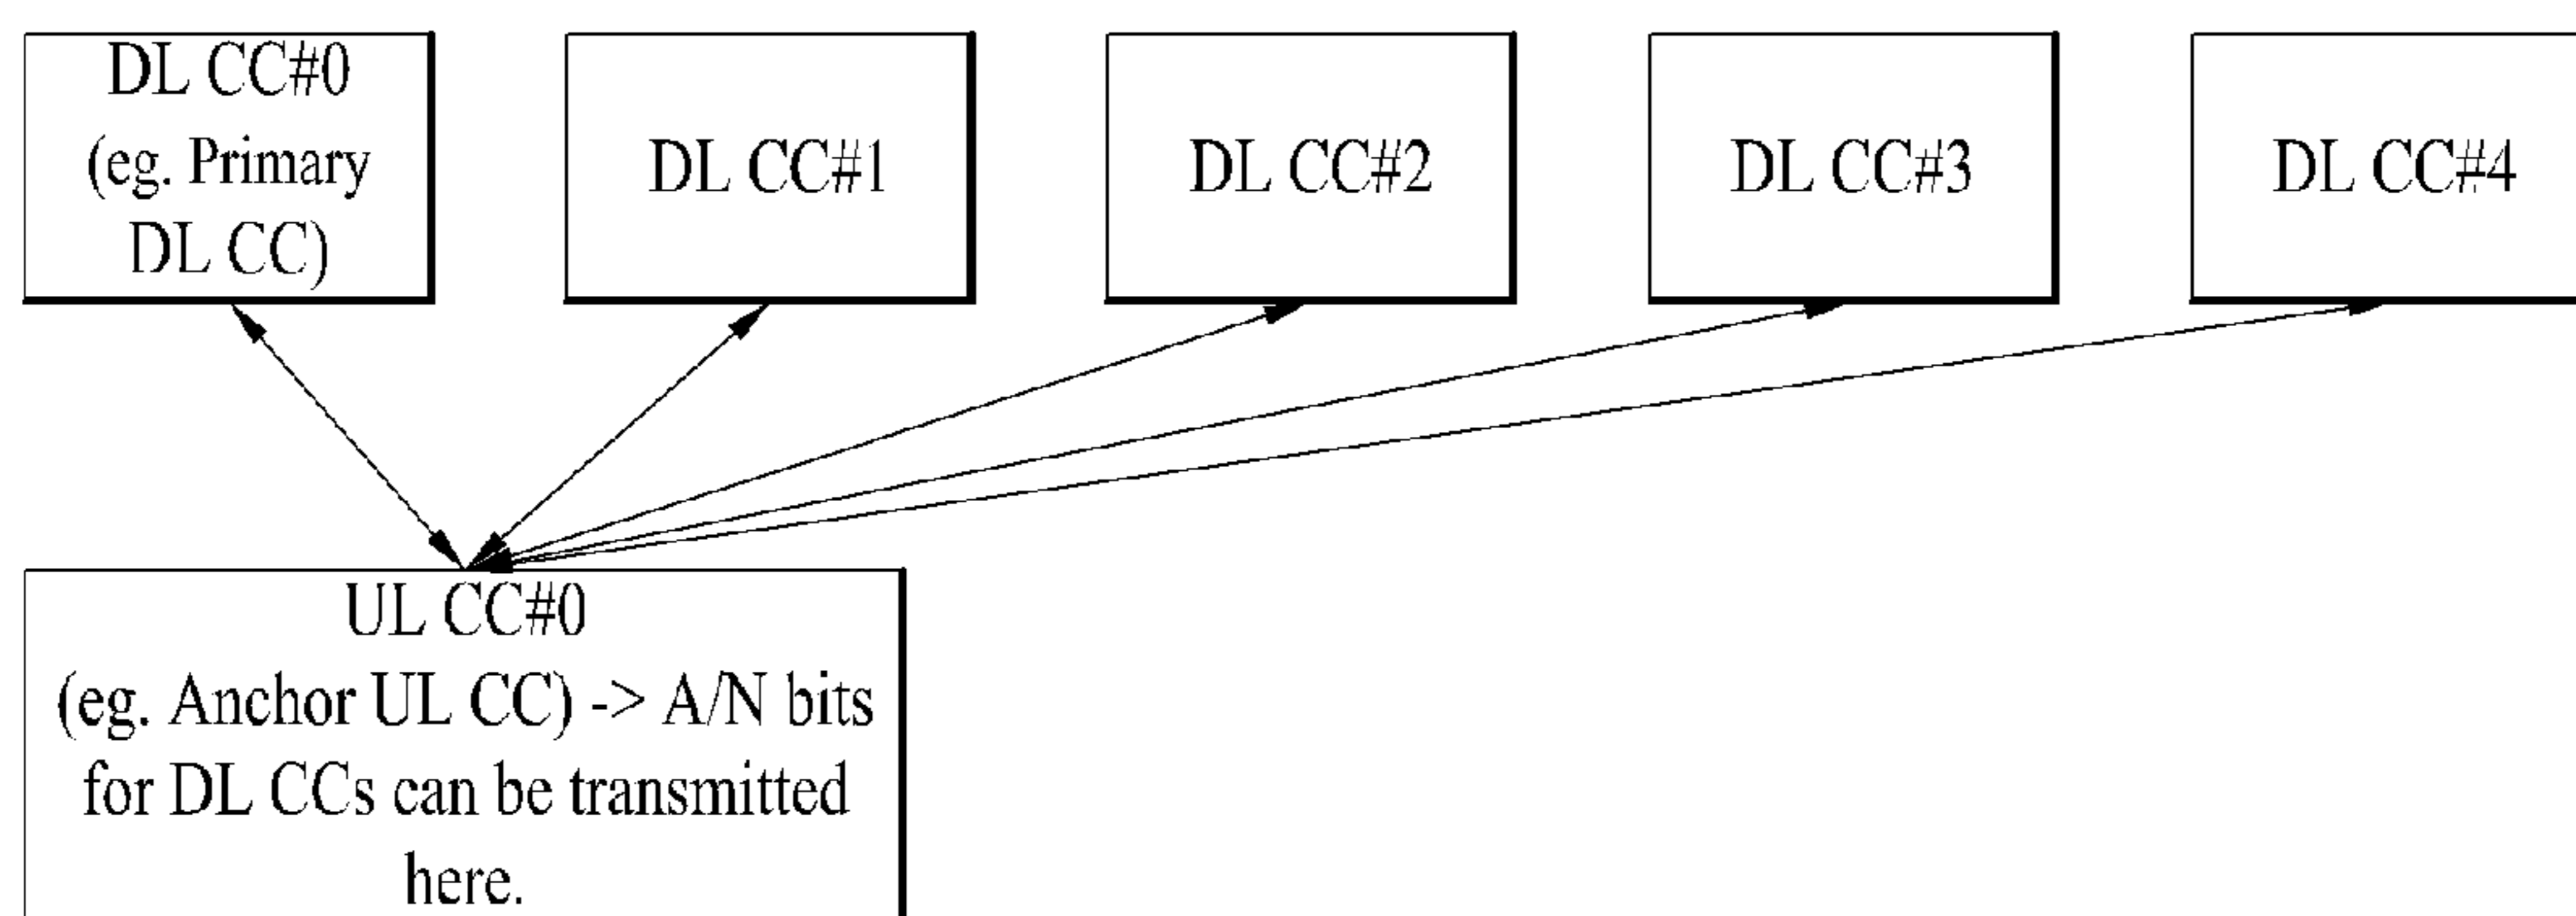 DL CC#0
(eg. Primary
DL CC)
DL CC#1
DL CC#2
DL CC#3
DL CC#4
UL CC#0
(eg. Anchor UL CC) -> A/N bits
for DL CCs can be transmitted
here.